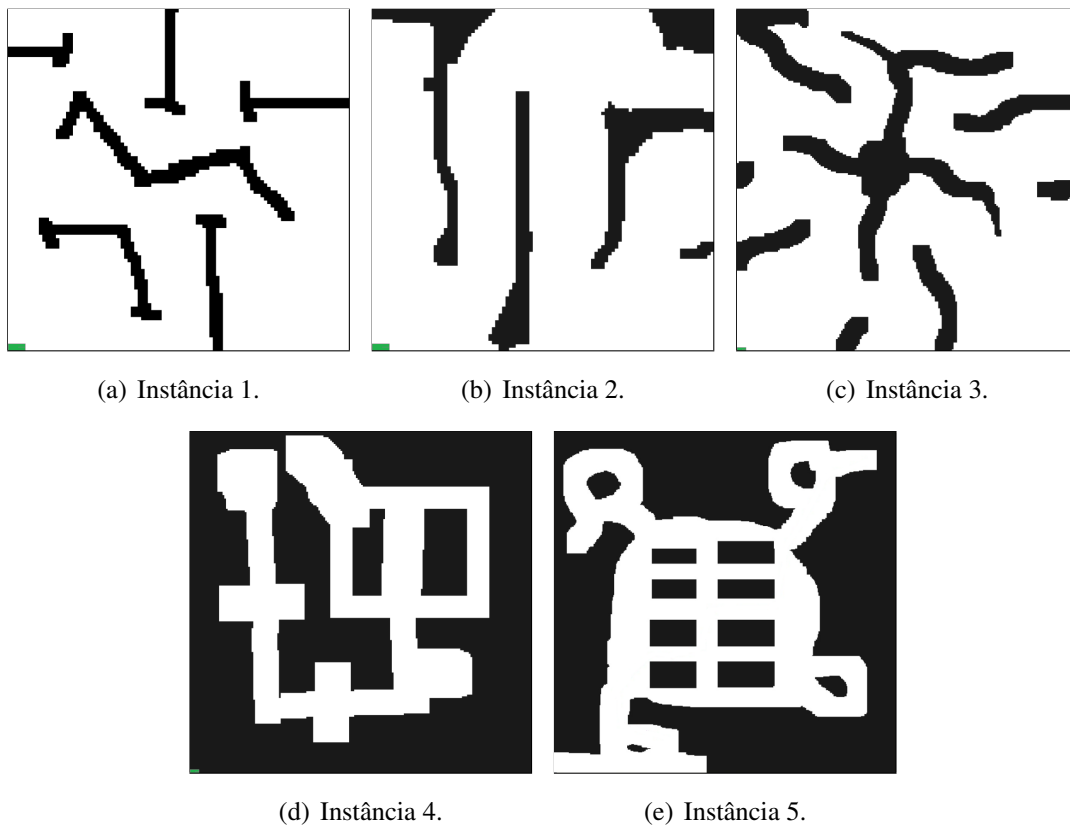 (a) Instância 1.
(b) Instância 2.
(c) Instância 3.
(d) Instância 4.
(e) Instância 5.